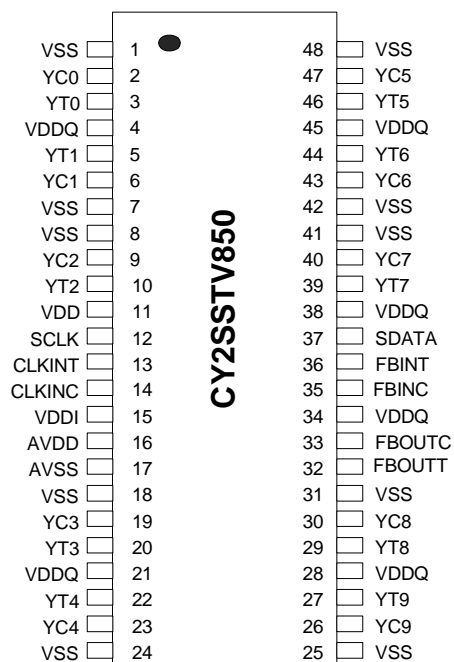 VSS 1 48 VSS
YC0 2 47 YC5
YT0 3 46 YT5
VDDQ 4 45 VDDQ
YT1 5 44 YT6
YC1 6 43 YC6
VSS 7 42 VSS
VSS 8 41 VSS
YC2 9 40 YC7
YT2 10 39 YT7
VDD 11 38 VDDQ
SCLK 12 37 SDATA
CLKINT 13 36 FBINT
CLKINC 14 35 FBINC
VDDI 15 34 VDDQ
AVDD 16 33 FBOUTC
AVSS 17 32 FBOUTT
VSS 18 31 VSS
YC3 19 30 YC8
YT3 20 29 YT8
VDDQ 21 28 VDDQ
YT4 22 27 YT9
YC4 23 26 YC9
VSS 24 25 VSS
CY2SSTV850